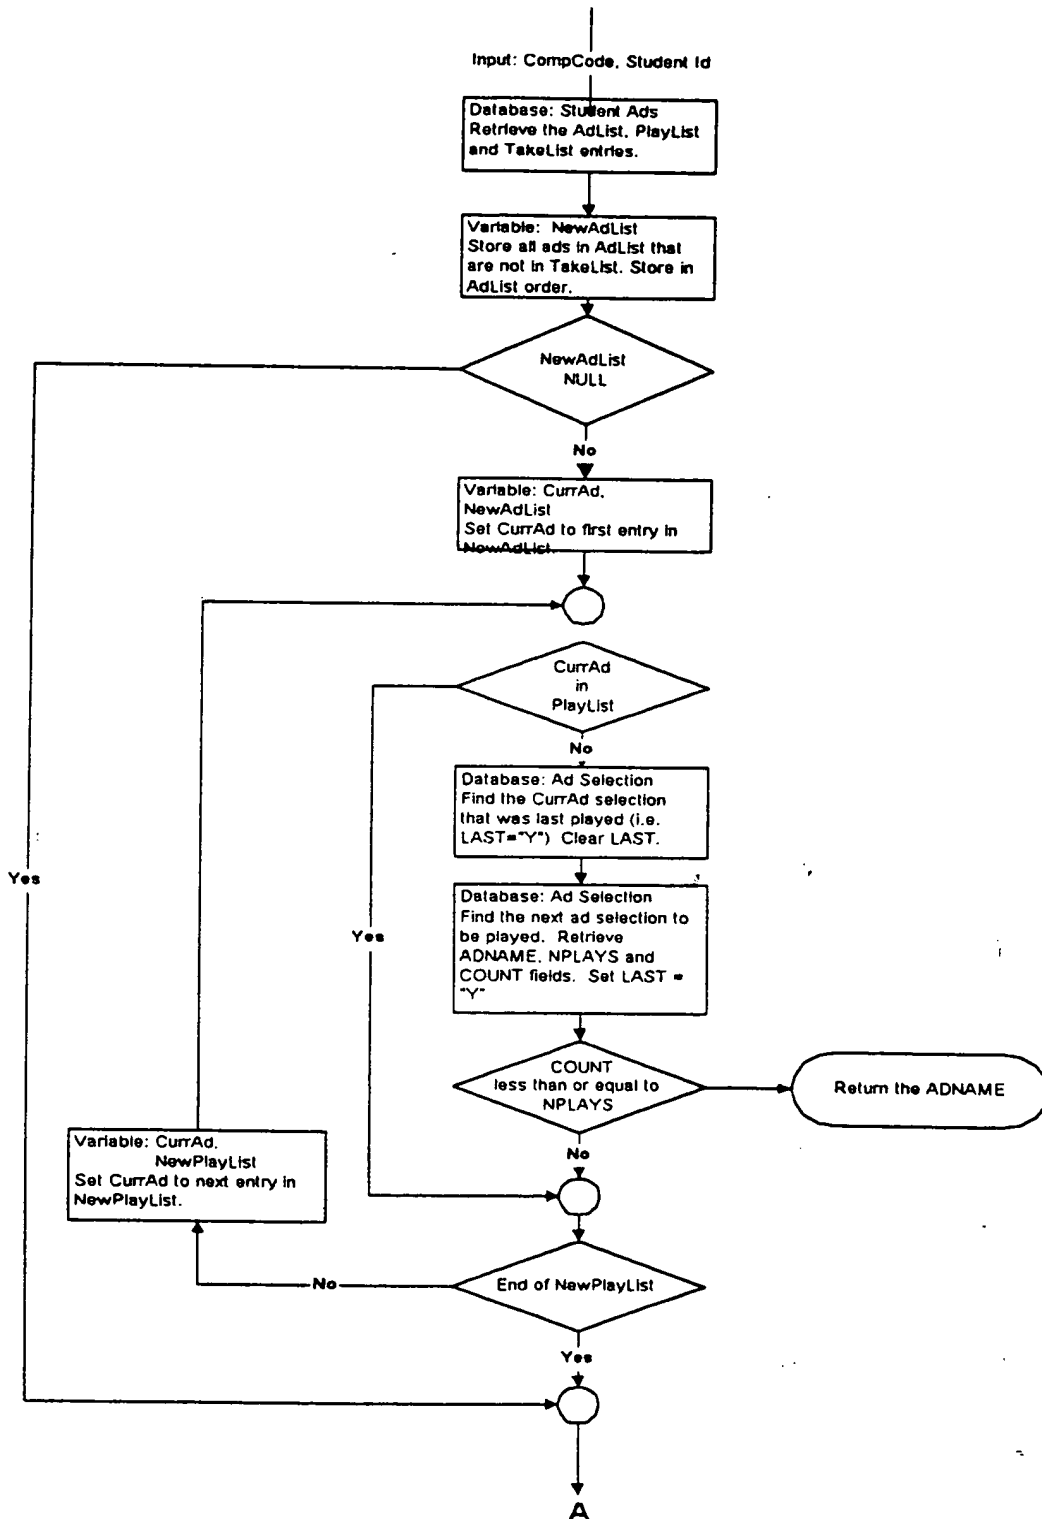 Input: CompCode, Student Id
Database: Student Ads
Retrieve the AdList, PlayList
and TakeList entries.
Variable: NewAdList
Store all ads in AdList that
are not in TakeList. Store in
AdList order.
NewAdList
NULL
No
Variable: CurrAd,
NewAdList
Set CurrAd to first entry in
NewAdList.
CurrAd
in
PlayList
No
Database: Ad Selection
Find the CurrAd selection
that was last played (i.e.
LAST="Y") Clear LAST.
Yes
Database: Ad Selection
Find the next ad selection to
be played. Retrieve
ADNAME, NPLAYS and
COUNT fields. Set LAST =
"Y"
Yes
COUNT
less than or equal to
NPLAYS
Return the ADNAME
No
Variable: CurrAd,
NewPlayList
Set CurrAd to next entry in
NewPlayList.
End of NewPlayList
No
Yes
A